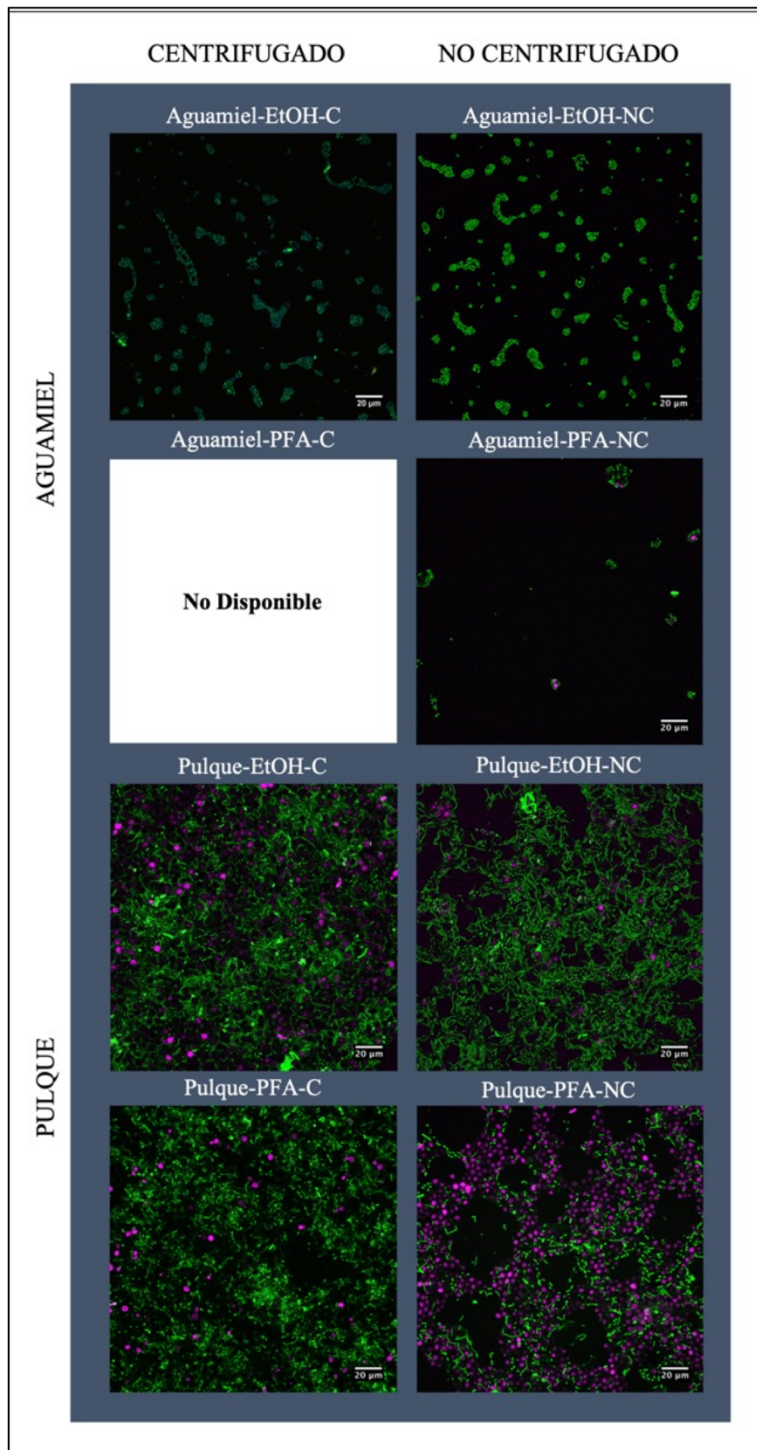 CENTRIFUGADO NO CENTRIFUGADO
Aguamiel-EtOH-C Aguamiel-EtOH-NC
20 µm 20 µm
AGUAMIEL
Aguamiel-PFA-C Aguamiel-PFA-NC
No Disponible
20 µm
Pulque-EtOH-C Pulque-EtOH-NC
20 µm 20 µm
PULQUE
Pulque-PFA-C Pulque-PFA-NC
20 µm 20 µm